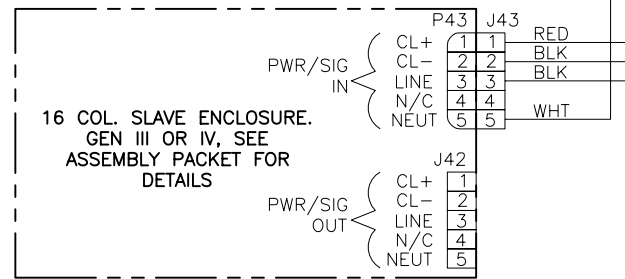 P43 J43
CL+ 1 1 RED
CL- 2 2 BLK
LINE 3 3 BLK
N/C 4 4
NEUT 5 5 WHT
PWR/SIG
IN
16 COL. SLAVE ENCLOSURE.
GEN III OR IV, SEE
ASSEMBLY PACKET FOR
DETAILS
J42
CL+ 1
CL- 2
LINE 3
N/C 4
NEUT 5
PWR/SIG
OUT